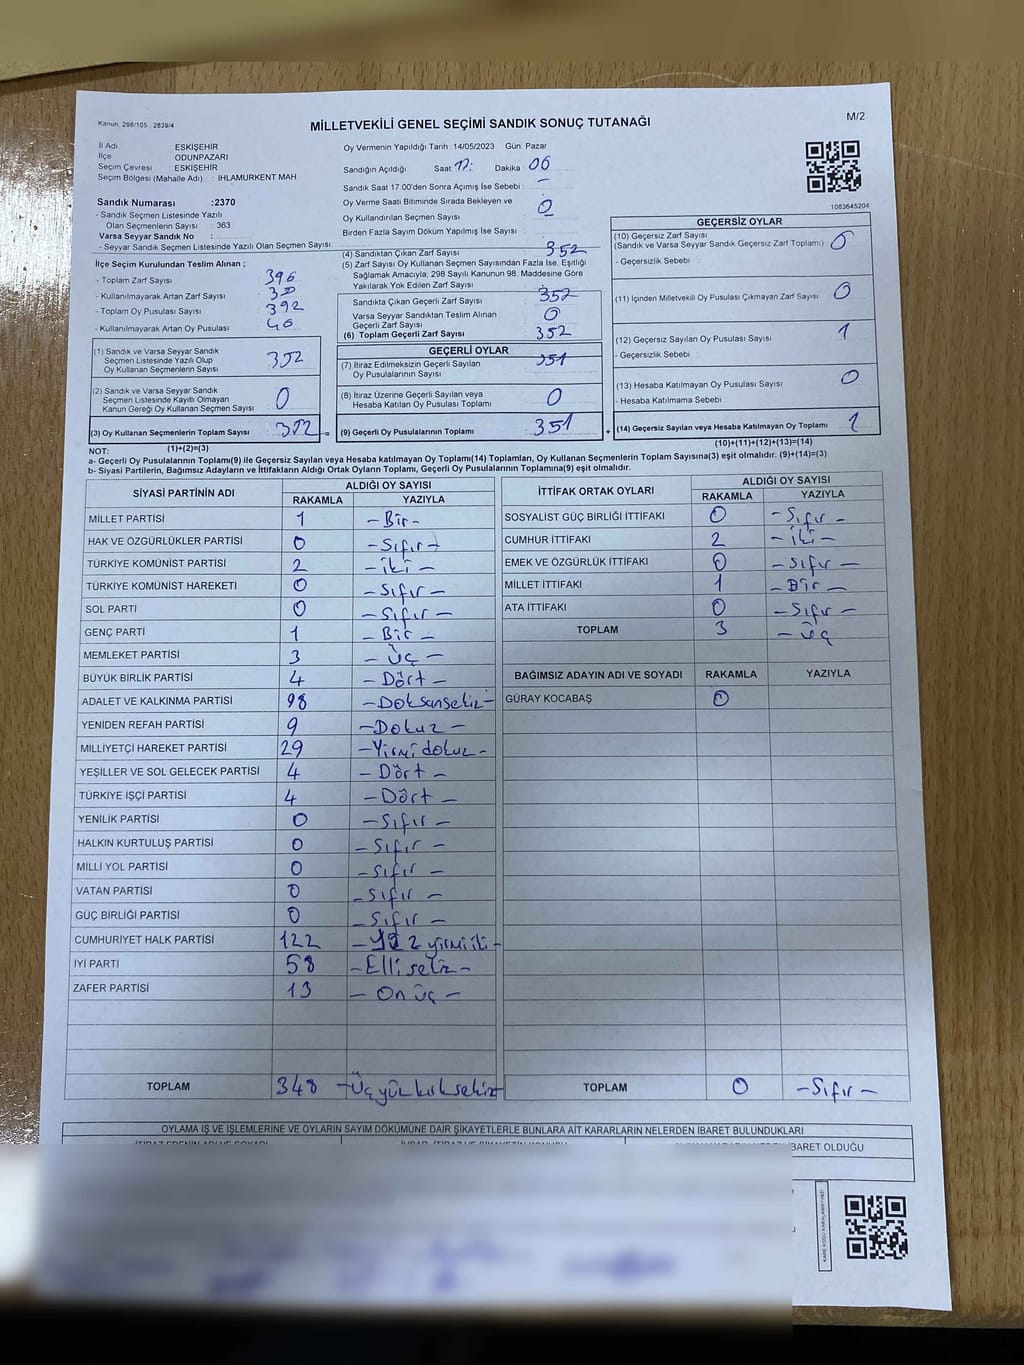 Kanun, 298/105 , 2839/4
MİLLETVEKİLİ GENEL SEÇİMİ SANDIK SONUÇ TUTANAĞI
M/2
İl Adı ESKİŞEHİR
İlçe ODUNPAZARI
Seçim Çevresi ESKİŞEHİR
Seçim Bölgesi (Mahalle Adı) : IHLAMURKENT MAH
Sandık Numarası :2370
- Sandık Seçmen Listesinde Yazılı
Olan Seçmenlerin Sayısı : 363
Varsa Seyyar Sandık No :
- Seyyar Sandık Seçmen Listesinde Yazılı Olan Seçmen Sayısı
Oy Vermenin Yapıldığı Tarih : 14/05/2023 Gün: Pazar
Sandığın Açıldığı Saat 17: Dakika 06
Sandık Saat 17:00'den Sonra Açımış İse Sebebi : —
Oy Verme Saati Bitiminde Sırada Bekleyen ve
Oy Kullandırılan Seçmen Sayısı 0
Birden Fazla Sayım Döküm Yapılmış İse Sayısı :
1083645204
İlçe Seçim Kurulundan Teslim Alınan ;
- Toplam Zarf Sayısı 396
- Kullanılmayarak Artan Zarf Sayısı
- Toplam Oy Pusulası Sayısı 392
- Kullanılmayarak Artan Oy Pusulası 40
(4) Sandıktan Çıkan Zarf Sayısı 352
(5) Zarf Sayısı Oy Kullanan Seçmen Sayısından Fazla İse, Eşitliği
Sağlamak Amacıyla; 298 Sayılı Kanunun 98. Maddesine Göre
Yakılarak Yok Edilen Zarf Sayısı
Sandıkta Çıkan Geçerli Zarf Sayısı 352
Varsa Seyyar Sandıktan Teslim Alınan
Geçerli Zarf Sayısı 0
(6) Toplam Geçerli Zarf Sayısı 352
(1) Sandık ve Varsa Seyyar Sandık
Seçmen Listesinde Yazılı Olup
Oy Kullanan Seçmenlerin Sayısı 352
(2) Sandık ve Varsa Seyyar Sandık
Seçmen Listesinde Kayıtlı Olmayan
Kanun Gereği Oy Kullanan Seçmen Sayısı 0
(3) Oy Kullanan Seçmenlerin Toplam Sayısı 352 =
GEÇERLİ OYLAR
(7) İtiraz Edilmeksizin Geçerli Sayılan
Oy Pusulalarının Sayısı 351
(8) İtiraz Üzerine Geçerli Sayılan veya
Hesaba Katılan Oy Pusulası Toplamı 0
(9) Geçerli Oy Pusulalarının Toplamı 351 +
GEÇERSİZ OYLAR
(10) Geçersiz Zarf Sayısı
(Sandık ve Varsa Seyyar Sandık Geçersiz Zarf Toplamı) 0
- Geçersizlik Sebebi :
(11) İçinden Milletvekili Oy Pusulası Çıkmayan Zarf Sayısı 0
(12) Geçersiz Sayılan Oy Pusulası Sayısı 1
- Geçersizlik Sebebi
(13) Hesaba Katılmayan Oy Pusulası Sayısı 0
- Hesaba Katılmama Sebebi :
(14) Geçersiz Sayılan veya Hesaba Katılmayan Oy Toplamı 1
(10)+(11)+(12)+(13)=(14)
NOT: (1)+(2)=(3)
a- Geçerli Oy Pusulalarının Toplamı(9) ile Geçersiz Sayılan veya Hesaba katılmayan Oy Toplamı(14) Toplamları, Oy Kullanan Seçmenlerin Toplam Sayısına(3) eşit olmalıdır. (9)+(14)=(3)
b- Siyasi Partilerin, Bağımsız Adayların ve İttifakların Aldığı Ortak Oyların Toplamı, Geçerli Oy Pusulalarının Toplamına(9) eşit olmalıdır.
SİYASİ PARTİNİN ADI ALDIĞI OY SAYISI
RAKAMLA YAZIYLA
MİLLET PARTİSİ 1 -Bir-
HAK VE ÖZGÜRLÜKLER PARTİSİ 0 -Sıfır-
TÜRKİYE KOMÜNİST PARTİSİ 2 -iki-
TÜRKİYE KOMÜNİST HAREKETİ 0 -Sıfır-
SOL PARTİ 0 -Sıfır-
GENÇ PARTİ 1 -Bir-
MEMLEKET PARTİSİ 3 -Üç-
BÜYÜK BİRLİK PARTİSİ 4 -Dört-
ADALET VE KALKINMA PARTİSİ 98 -Doksansekiz-
YENİDEN REFAH PARTİSİ 9 -Dokuz-
MİLLİYETÇİ HAREKET PARTİSİ 29 -Yirmi dokuz-
YEŞİLLER VE SOL GELECEK PARTİSİ 4 -Dört-
TÜRKİYE İŞÇİ PARTİSİ 4 -Dört-
YENİLİK PARTİSİ 0 -Sıfır-
HALKIN KURTULUŞ PARTİSİ 0 -Sıfır-
MİLLİ YOL PARTİSİ 0 -Sıfır-
VATAN PARTİSİ 0 -Sıfır-
GÜÇ BİRLİĞİ PARTİSİ 0 -Sıfır-
CUMHURİYET HALK PARTİSİ 122 yirmi iki-
İYİ PARTİ 58 -Elli sekiz-
ZAFER PARTİSİ 13 -On üç-
TOPLAM 348 -Üç yüz kırk sekiz-
İTTİFAK ORTAK OYLARI ALDIĞI OY SAYISI
RAKAMLA YAZIYLA
SOSYALİST GÜÇ BİRLİĞİ İTTİFAKI 0 -Sıfır-
CUMHUR İTTİFAKI 2 -iki-
EMEK VE ÖZGÜRLÜK İTTİFAKI 0 -Sıfır-
MİLLET İTTİFAKI 1 -Bir-
ATA İTTİFAKI 0 -Sıfır-
TOPLAM 3 -Üç
BAĞIMSIZ ADAYIN ADI VE SOYADI RAKAMLA YAZIYLA
GÜRAY KOCABAŞ 0
TOPLAM 0 -Sıfır-
OYLAMA İŞ VE İŞLEMLERİNE VE OYLARIN SAYIM DÖKÜMÜNE DAİR ŞİKAYETLERLE BUNLARA AİT KARARLARIN NELERDEN İBARET BULUNDUKLARI
İBARET OLDUĞU